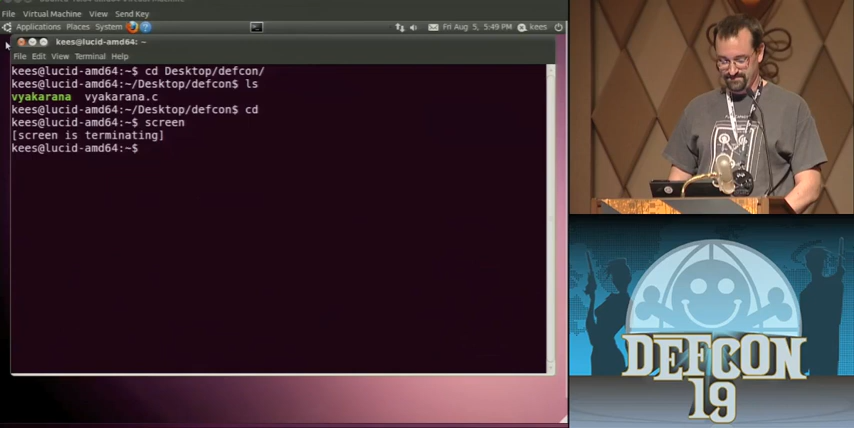 File Virtual Machine View Send Key
Applications Places System Fri Aug 5, 5:49 PM kees
kees@lucid-amd64: ~
File Edit View Terminal Help
kees@lucid-amd64:~$ cd Desktop/defcon/
kees@lucid-amd64:~/Desktop/defcon$ ls
vyakarana vyakarana.c
kees@lucid-amd64:~/Desktop/defcon$ cd
kees@lucid-amd64:~$ screen
[screen is terminating]
kees@lucid-amd64:~$
DEFCON
19